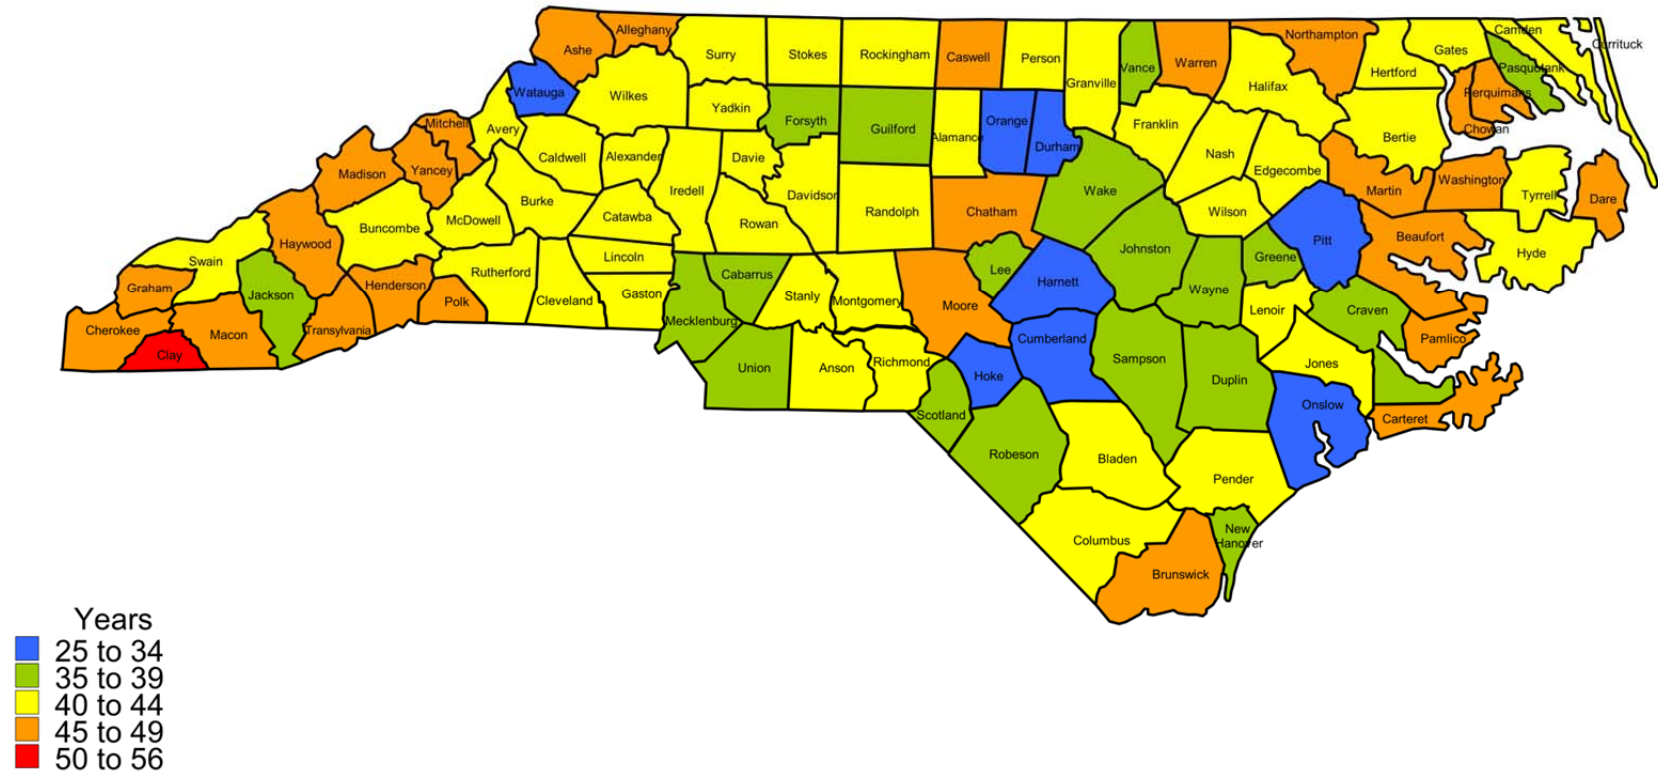 Ashe
Alleghany
Surry
Stokes
Rockingham
Caswell
Person
Granville
Vance
Warren
Northampton
Gates
Camden
Currituck
Watauga
Wilkes
Yadkin
Forsyth
Guilford
Alamance
Orange
Durham
Franklin
Halifax
Hertford
Pasquotank
Perquimans
Chowan
Bertie
Mitchell
Avery
Caldwell
Alexander
Davie
Nash
Edgecombe
Madison
Yancey
Iredell
Davidson
Randolph
Chatham
Wake
Wilson
Martin
Washington
Tyrrell
Dare
McDowell
Burke
Catawba
Rowan
Buncombe
Haywood
Swain
Johnston
Greene
Pitt
Beaufort
Hyde
Graham
Jackson
Henderson
Polk
Rutherford
Cleveland
Lincoln
Gaston
Cabarrus
Stanly
Montgomery
Moore
Lee
Harnett
Wayne
Lenoir
Craven
Pamlico
Cherokee
Clay
Macon
Transylvania
Mecklenburg
Union
Anson
Richmond
Hoke
Cumberland
Sampson
Duplin
Jones
Onslow
Carteret
Scotland
Robeson
Bladen
Pender
Columbus
Brunswick
New
Hanover
Years
25 to 34
35 to 39
40 to 44
45 to 49
50 to 56